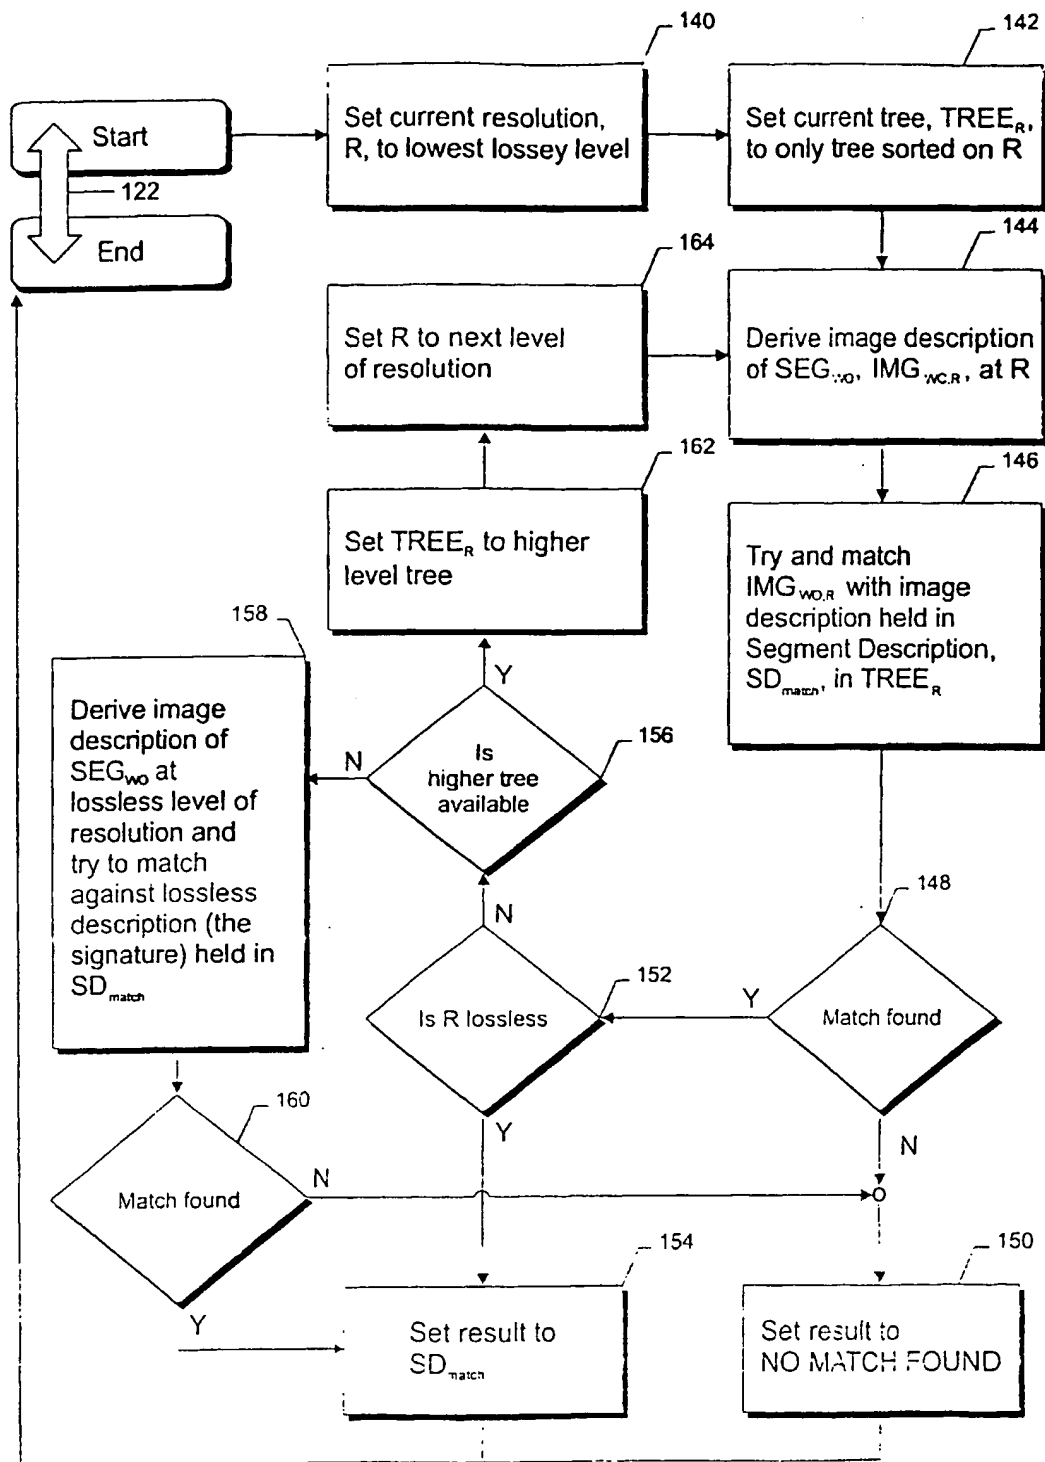 140
142
Start
Set current resolution,
R, to lowest lossey level
Set current tree, TREE_R,
to only tree sorted on R
122
End
164
144
Set R to next level
of resolution
Derive image description
of SEG_WO, IMG_WO,R, at R
162
146
Set TREE_R to higher
level tree
Try and match
IMG_WO,R with image
description held in
Segment Description,
SD_match, in TREE_R
158
Derive image
description of
SEG_WO at
lossless level of
resolution and
try to match
against lossless
description (the
signature) held in
SD_match
Y
N
Is
higher tree
available
156
N
148
152
Y
Is R lossless
Match found
160
Y
N
Match found
N
154
150
Y
Set result to
SD_match
Set result to
NO MATCH FOUND